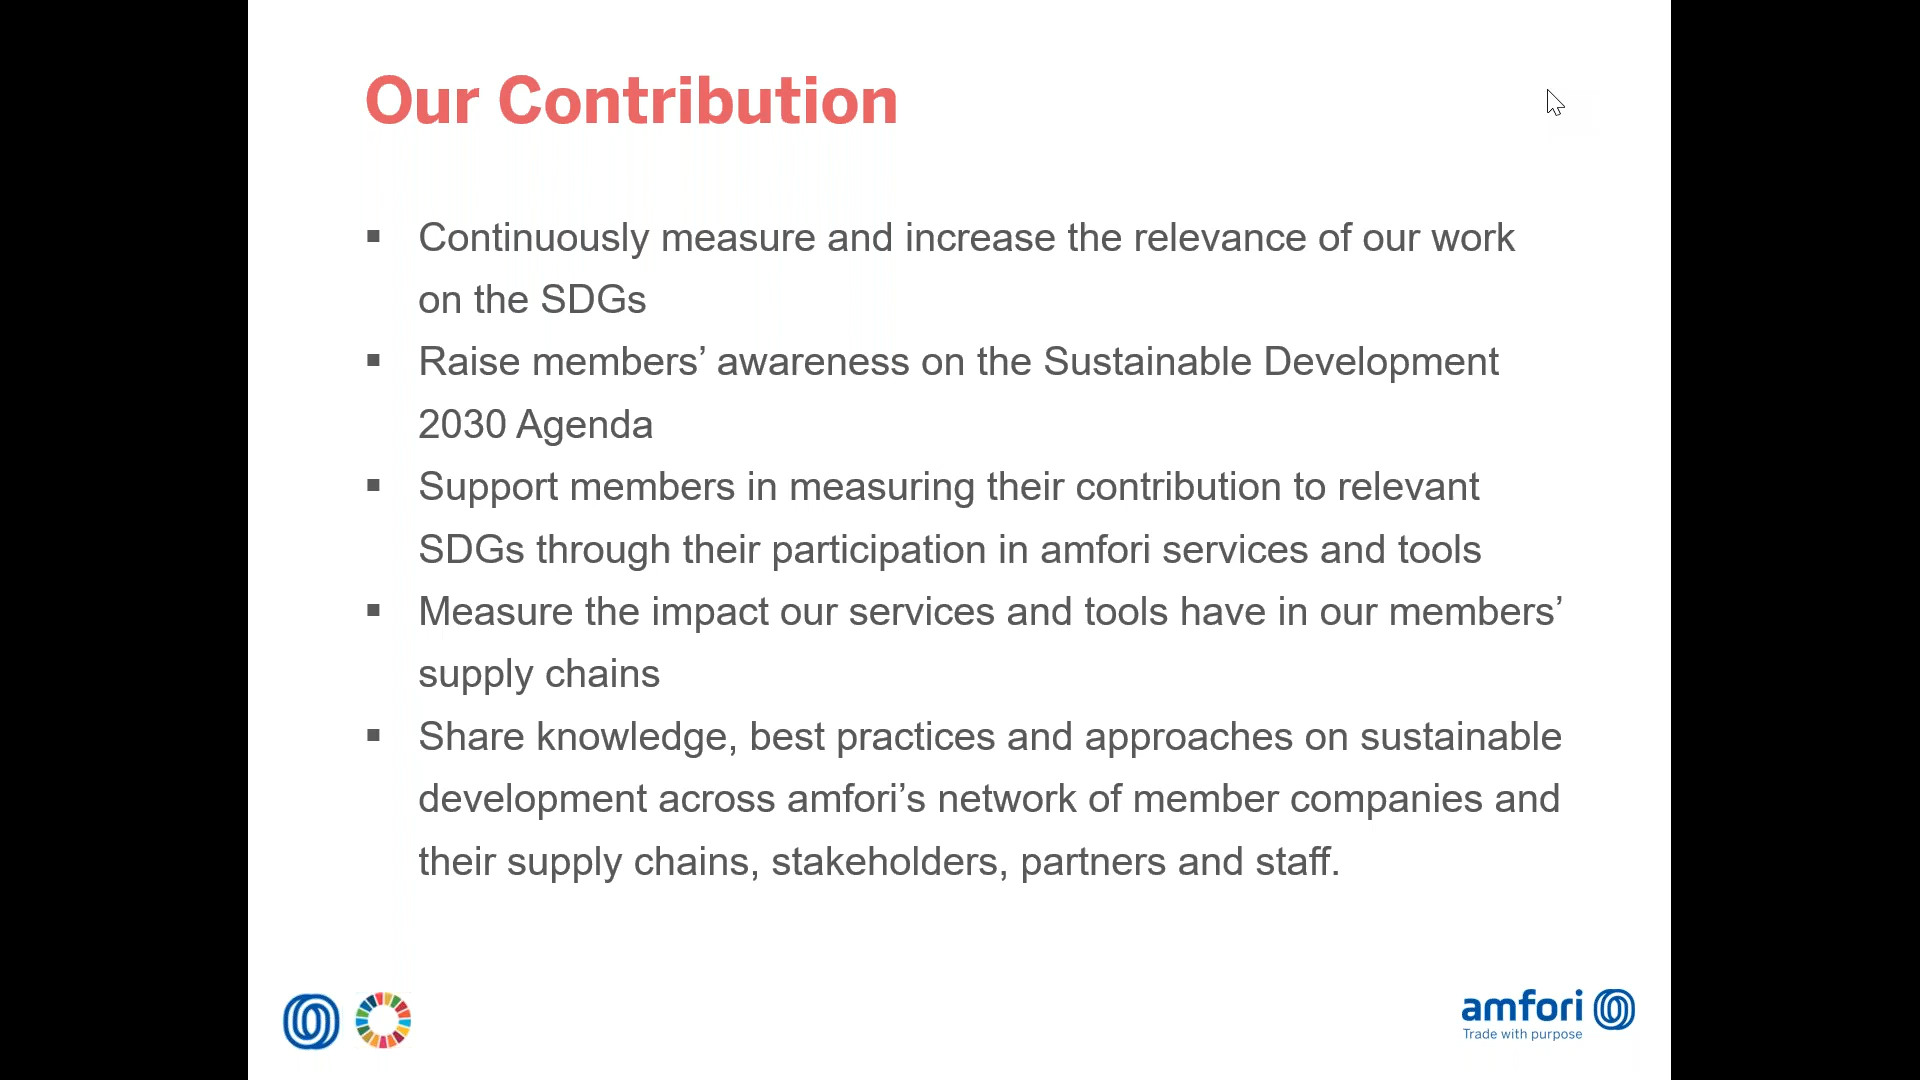 Our Contribution
▪ Continuously measure and increase the relevance of our work
on the SDGs
▪ Raise members’ awareness on the Sustainable Development
2030 Agenda
▪ Support members in measuring their contribution to relevant
SDGs through their participation in amfori services and tools
▪ Measure the impact our services and tools have in our members’
supply chains
▪ Share knowledge, best practices and approaches on sustainable
development across amfori’s network of member companies and
their supply chains, stakeholders, partners and staff.
amfori
Trade with purpose